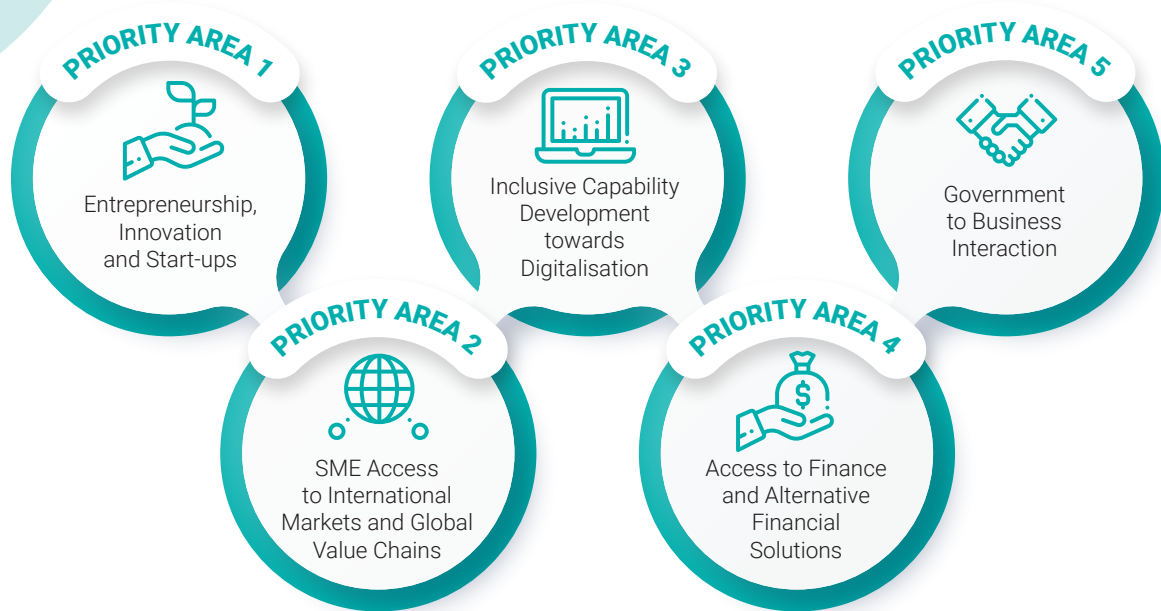 PRIORITY AREA 1
Entrepreneurship,
Innovation
and Start-ups
PRIORITY AREA 2
SME Access
to International
Markets and Global
Value Chains
PRIORITY AREA 3
Inclusive Capability
Development
towards
Digitalisation
PRIORITY AREA 4
$
Access to Finance
and Alternative
Financial
Solutions
PRIORITY AREA 5
Government
to Business
Interaction